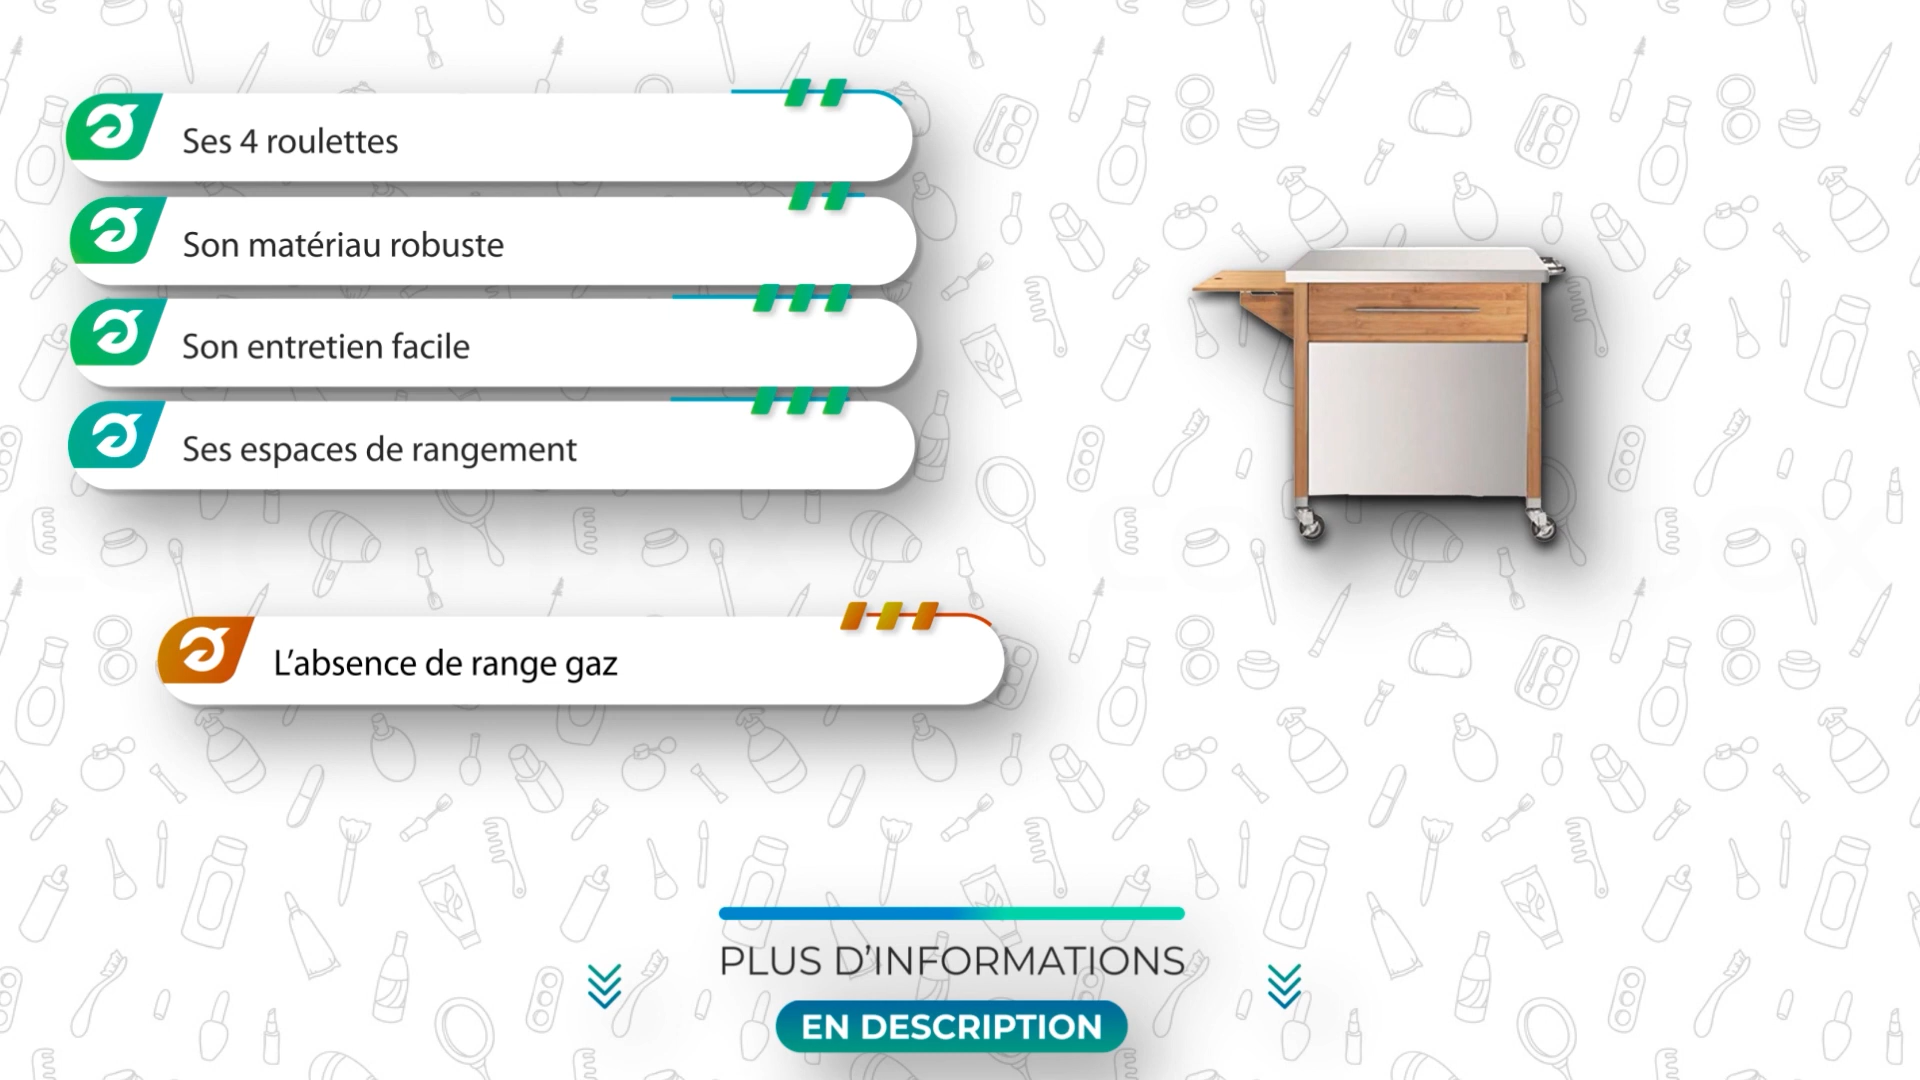 Ses 4 roulettes
Son matériau robuste
Son entretien facile
Ses espaces de rangement
L’absence de range gaz
PLUS D’INFORMATIONS
EN DESCRIPTION